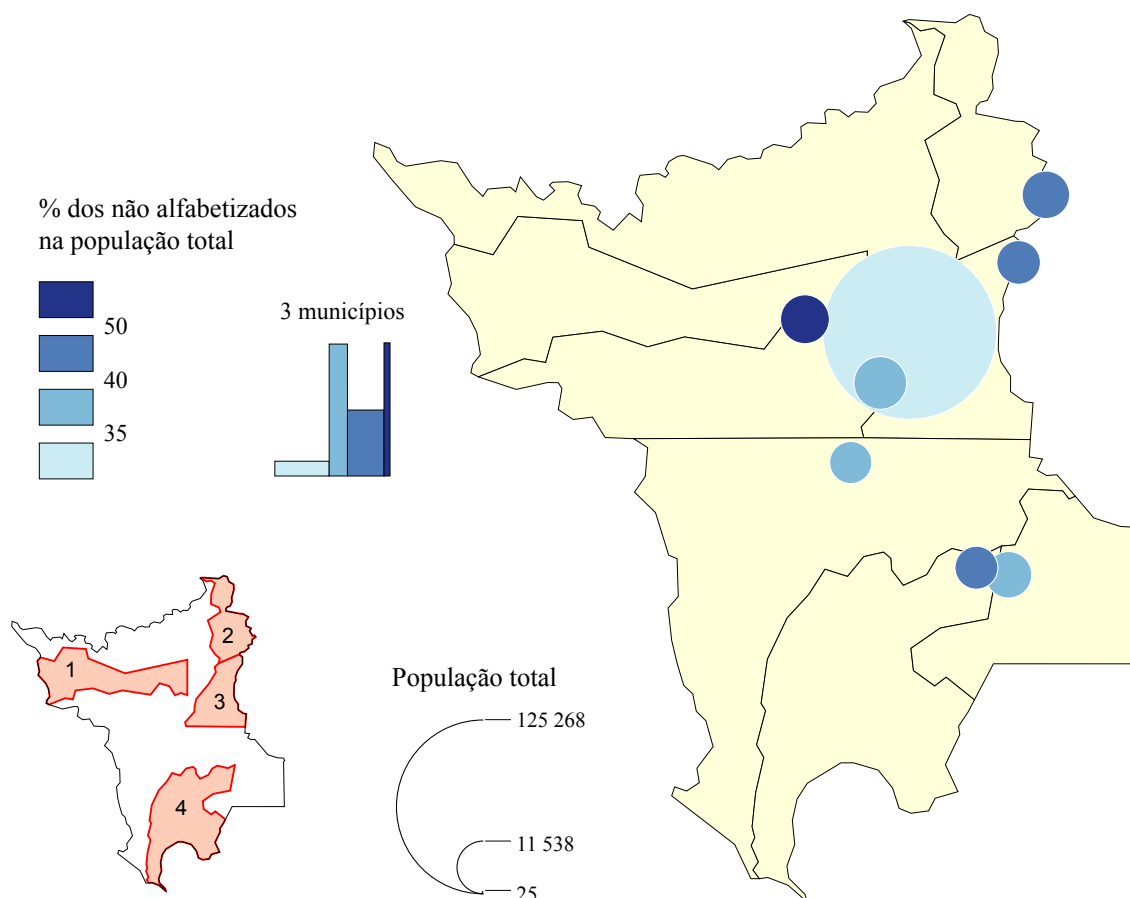 % dos não alfabetizados
na população total
50
40
35
3 municípios
1
2
3
4
População total
125 268
11 538
25